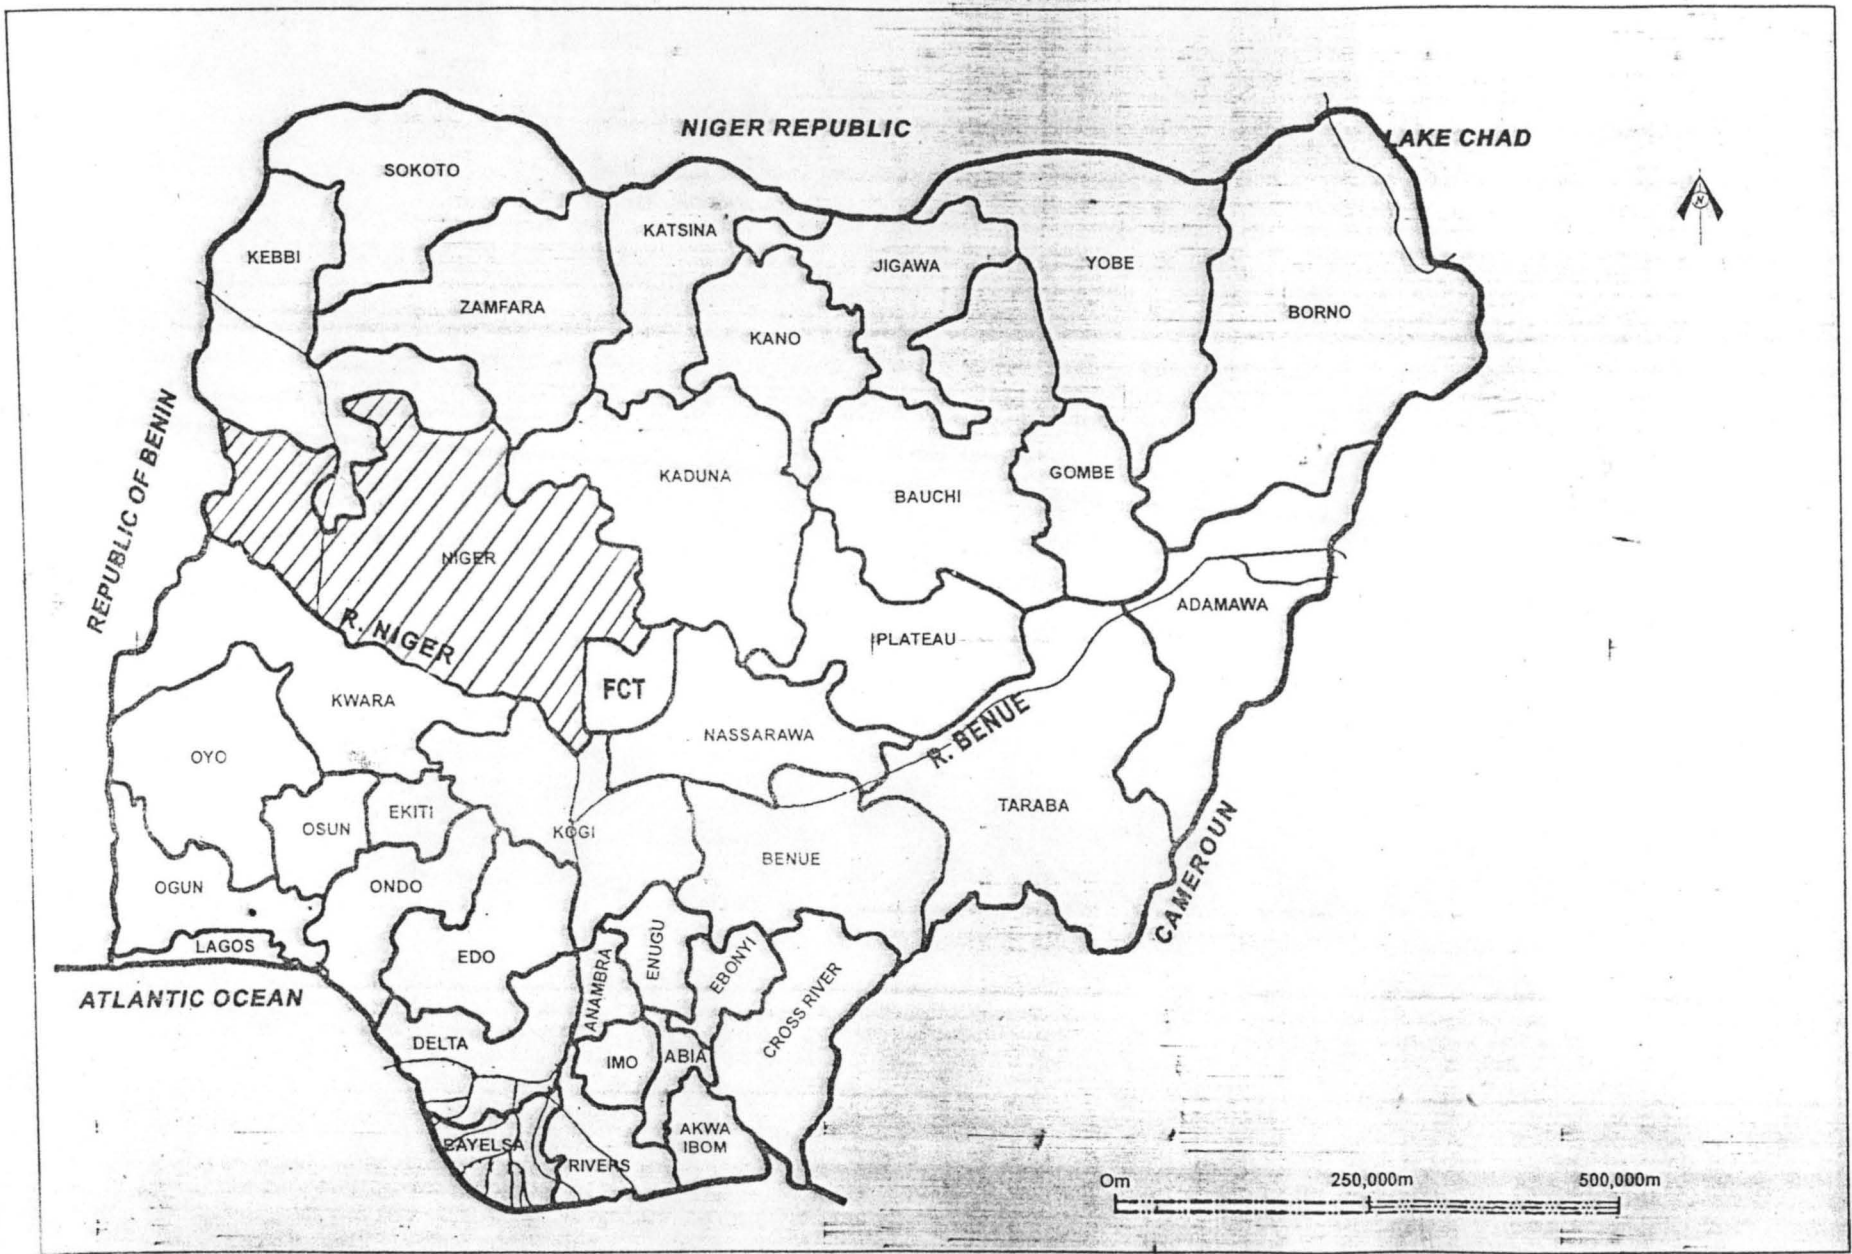 NIGER REPUBLIC
LAKE CHAD
SOKOTO
N
KATSINA
KEBBI
JIGAWA
YOBE
ZAMFARA
BORNO
KANO
REPUBLIC OF BENIN
KADUNA
GOMBE
BAUCHI
NIGER
ADAMAWA
R. NIGER
PLATEAU
FCT
KWARA
R. BENUE
NASSARAWA
OYO
TARABA
EKITI
OSUN
KOGI
CAMEROUN
BENUE
OGUN
ONDO
LAGOS
EDO
ENUGU
EBONYI
ANAMBRA
CROSS RIVER
ATLANTIC OCEAN
DELTA
IMO
ABIA
BAYELSA
RIVERS
AKWA
IBOM
0m 250,000m 500,000m